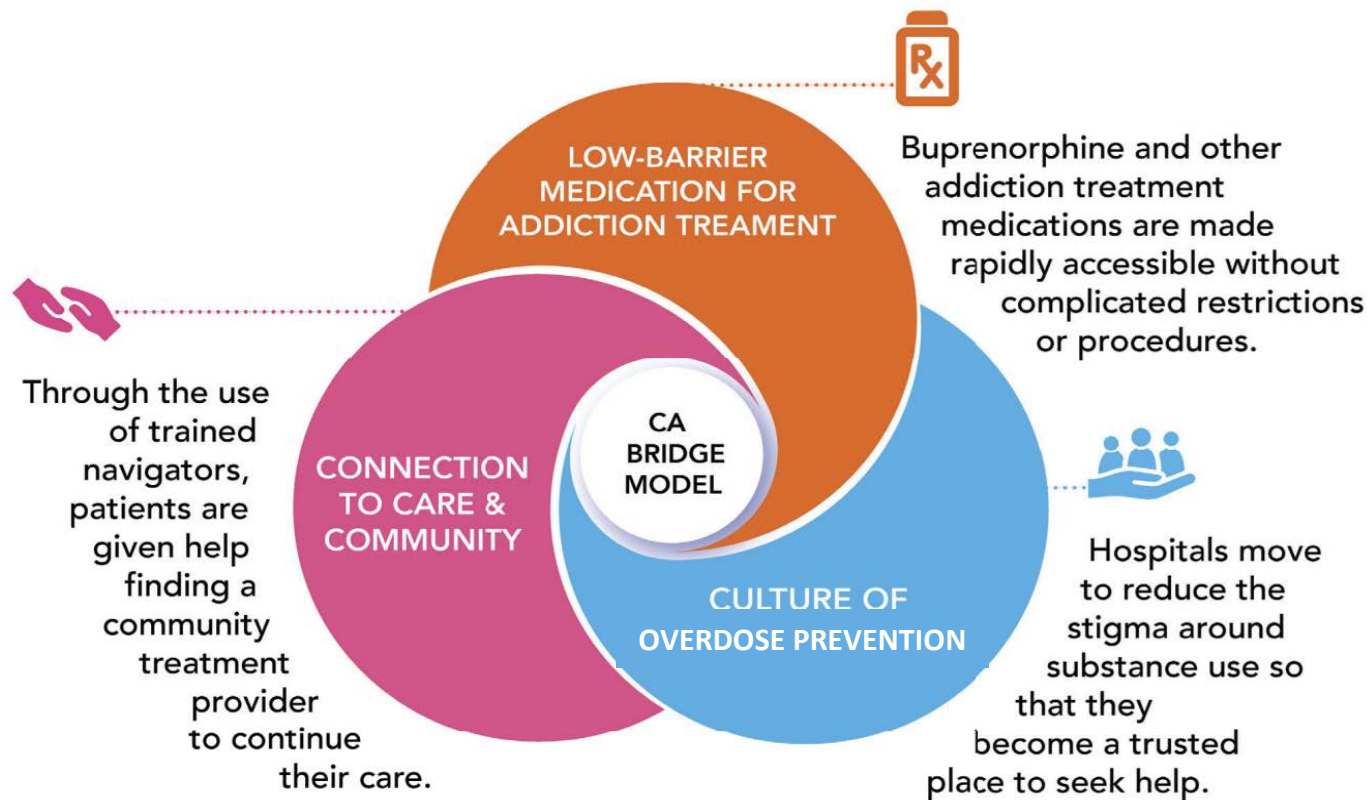 Rx
LOW-BARRIER
MEDICATION FOR
ADDICTION TREAMENT
Buprenorphine and other
addiction treatment
medications are made
rapidly accessible without
complicated restrictions
or procedures.
Through the use
of trained
navigators,
patients are
given help
finding a
community
treatment
provider
to continue
their care.
CONNECTION
TO CARE &
COMMUNITY
CA
BRIDGE
MODEL
CULTURE OF
OVERDOSE PREVENTION
Hospitals move
to reduce the
stigma around
substance use so
that they
become a trusted
place to seek help.